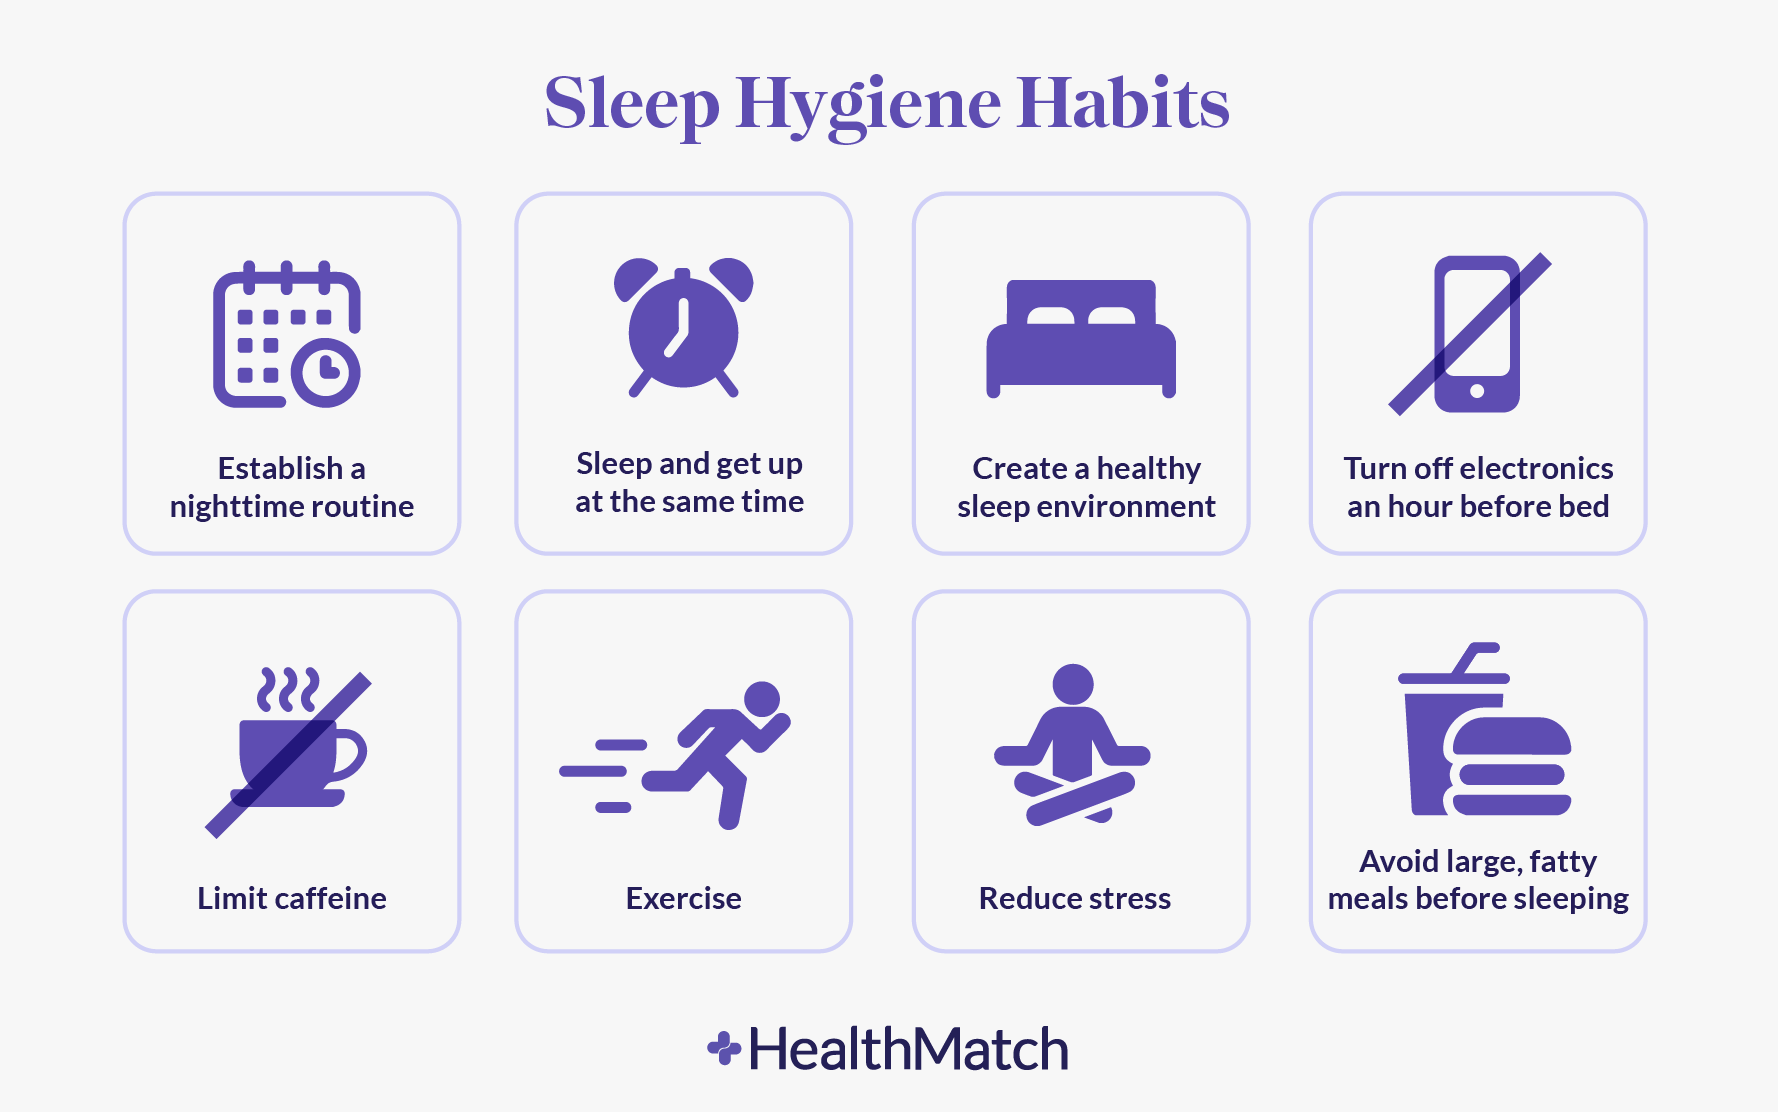 Sleep Hygiene Habits
Establish a
nighttime routine
Sleep and get up
at the same time
Create a healthy
sleep environment
Turn off electronics
an hour before bed
Limit caffeine
Exercise
Reduce stress
Avoid large, fatty
meals before sleeping
HealthMatch